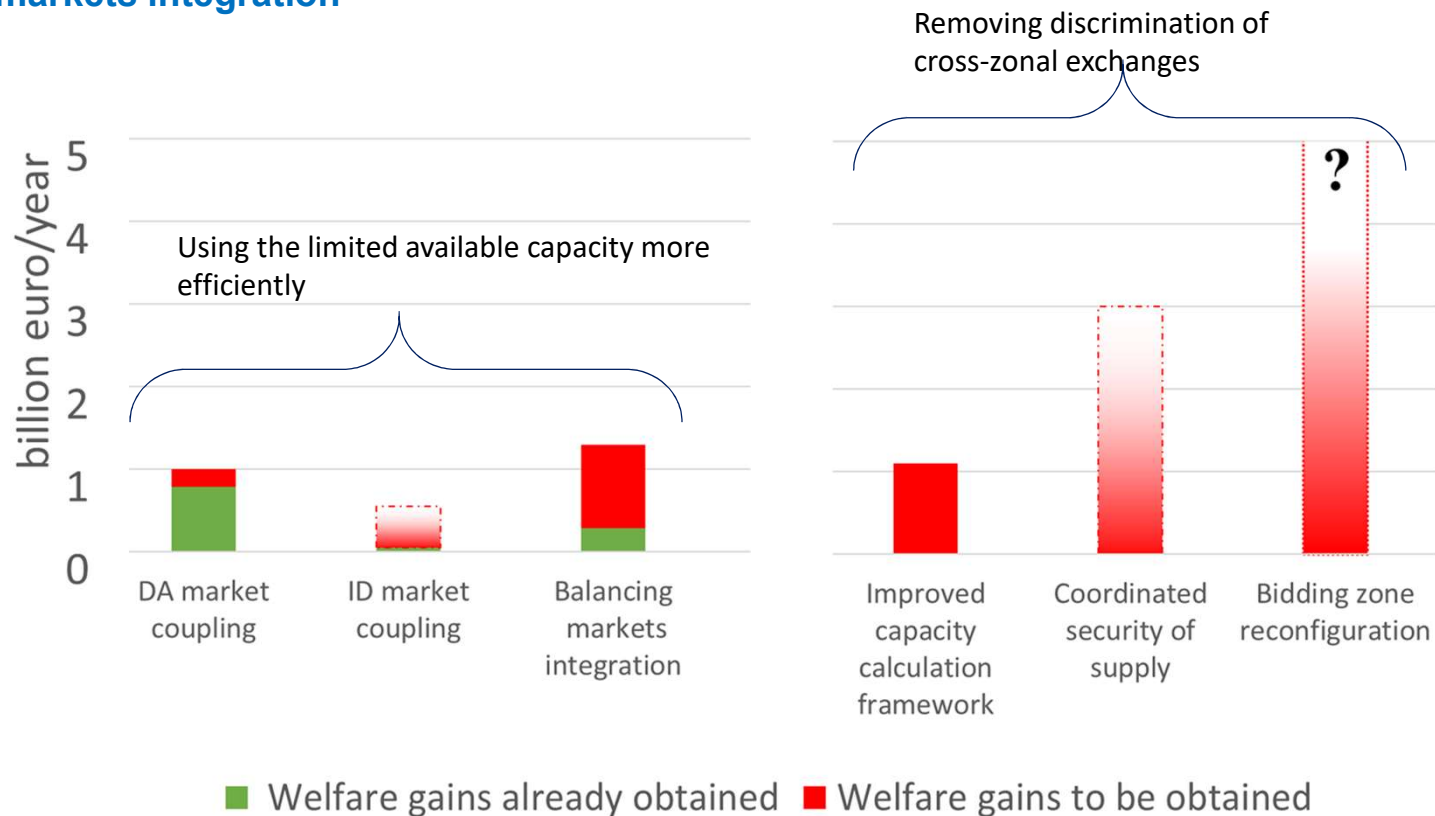 markets integration
Removing discrimination of
cross-zonal exchanges
billion euro/year
5
4
3
2
1
0
Using the limited available capacity more
efficiently
?
DA market
coupling
ID market
coupling
Balancing
markets
integration
Improved
capacity
calculation
framework
Coordinated
security of
supply
Bidding zone
reconfiguration
Welfare gains already obtained
Welfare gains to be obtained